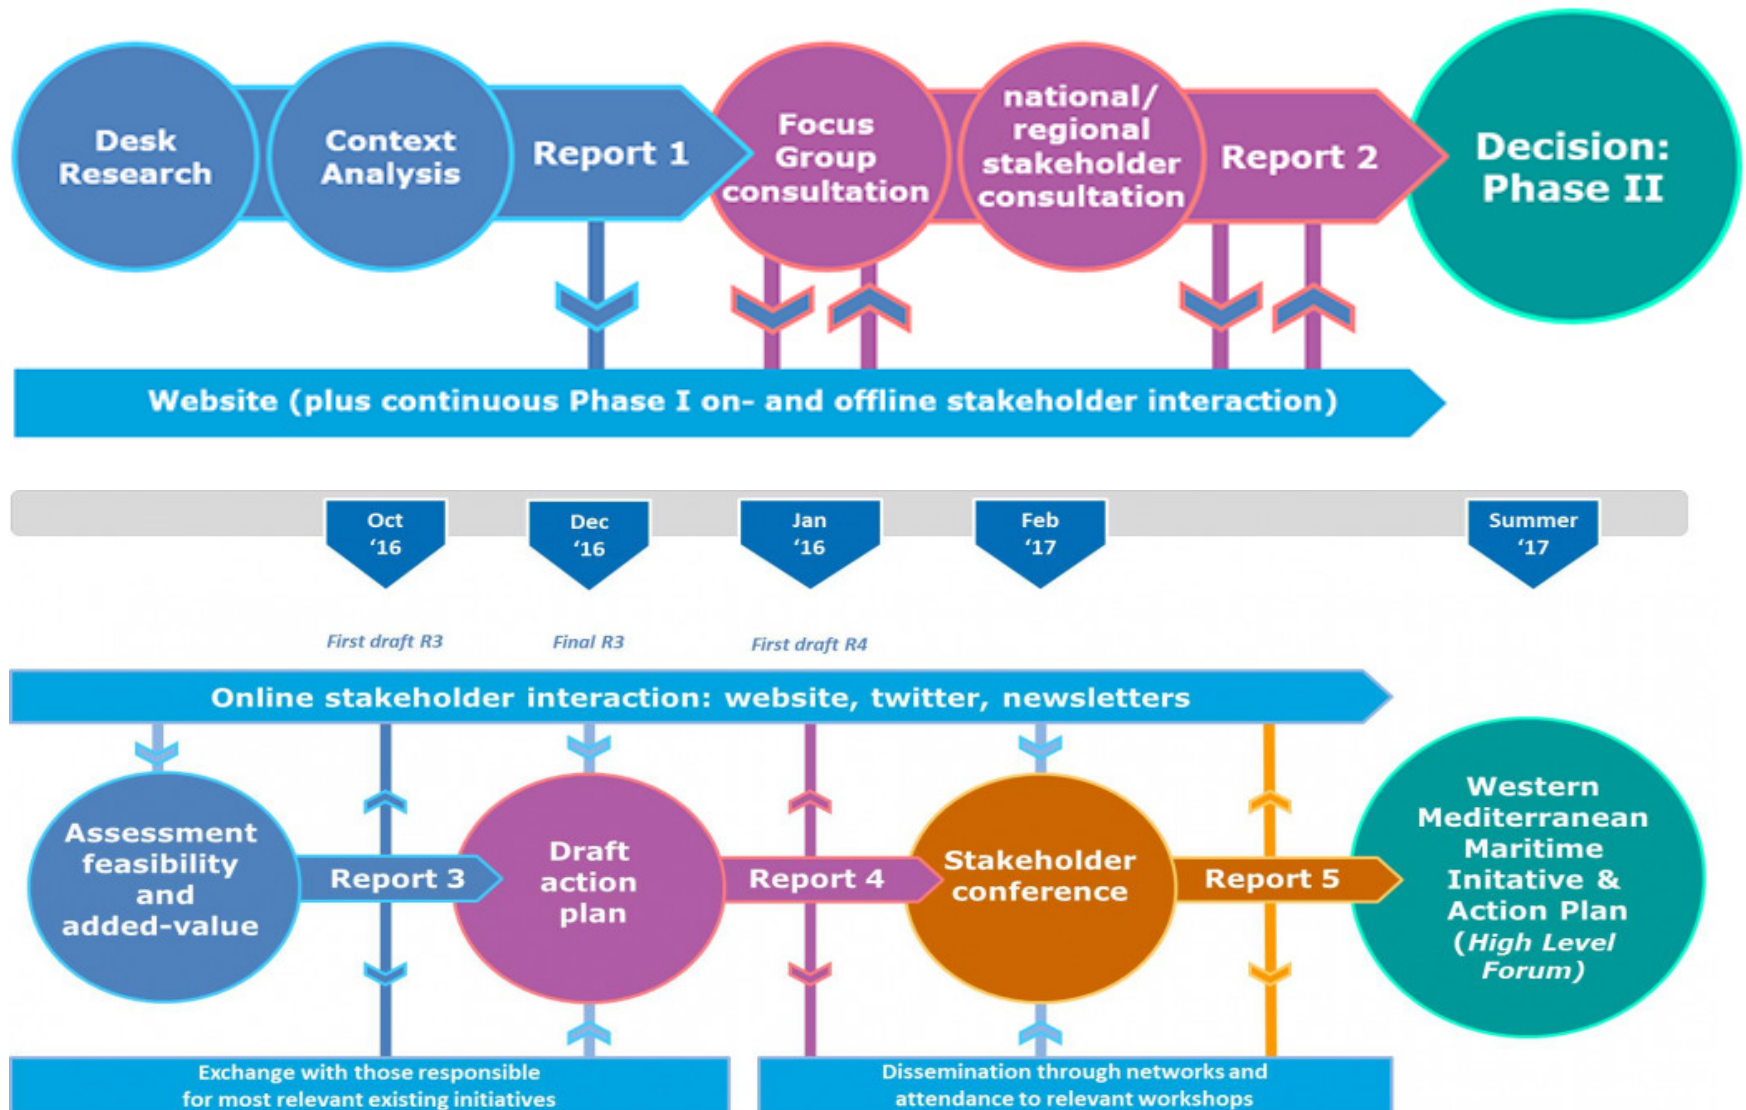 Desk
Research
Context
Analysis
Report 1
Focus
Group
consultation
national/
regional
stakeholder
consultation
Report 2
Decision:
Phase II
Website (plus continuous Phase I on- and offline stakeholder interaction)
Oct
‘16
Dec
‘16
Jan
‘16
Feb
‘17
Summer
‘17
First draft R3
Final R3
First draft R4
Online stakeholder interaction: website, twitter, newsletters
Assessment
feasibility
and
added-value
Report 3
Draft
action
plan
Report 4
Stakeholder
conference
Report 5
Western
Mediterranean
Maritime
Initative &
Action Plan
(High Level
Forum)
Exchange with those responsible
for most relevant existing initiatives
Dissemination through networks and
attendance to relevant workshops